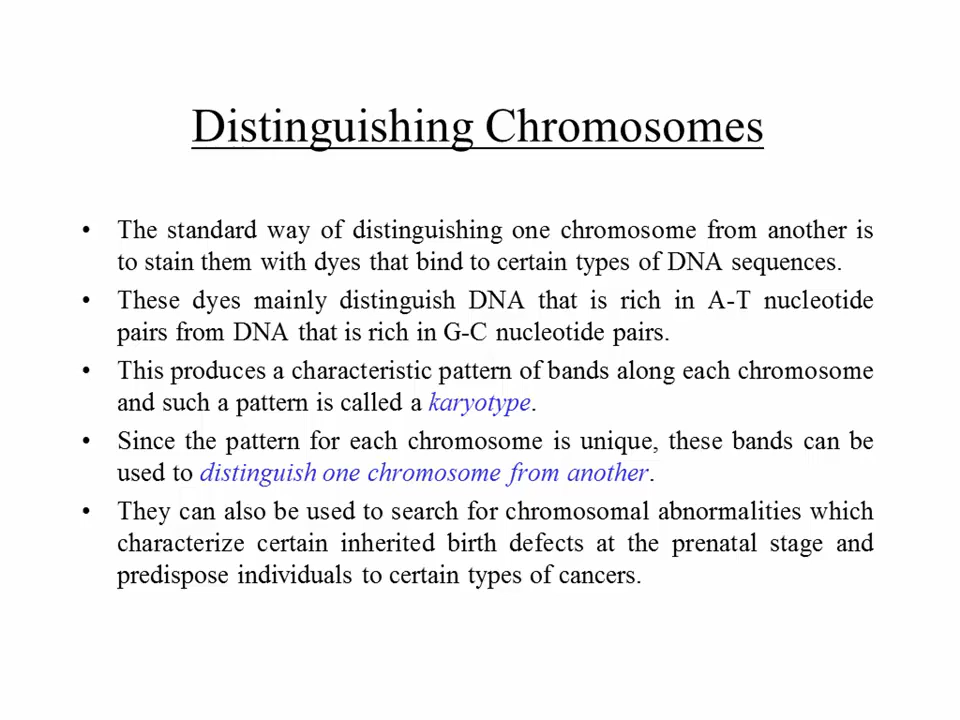 Distinguishing Chromosomes
• The standard way of distinguishing one chromosome from another is
to stain them with dyes that bind to certain types of DNA sequences.
• These dyes mainly distinguish DNA that is rich in A-T nucleotide
pairs from DNA that is rich in G-C nucleotide pairs.
• This produces a characteristic pattern of bands along each chromosome
and such a pattern is called a karyotype.
• Since the pattern for each chromosome is unique, these bands can be
used to distinguish one chromosome from another.
• They can also be used to search for chromosomal abnormalities which
characterize certain inherited birth defects at the prenatal stage and
predispose individuals to certain types of cancers.